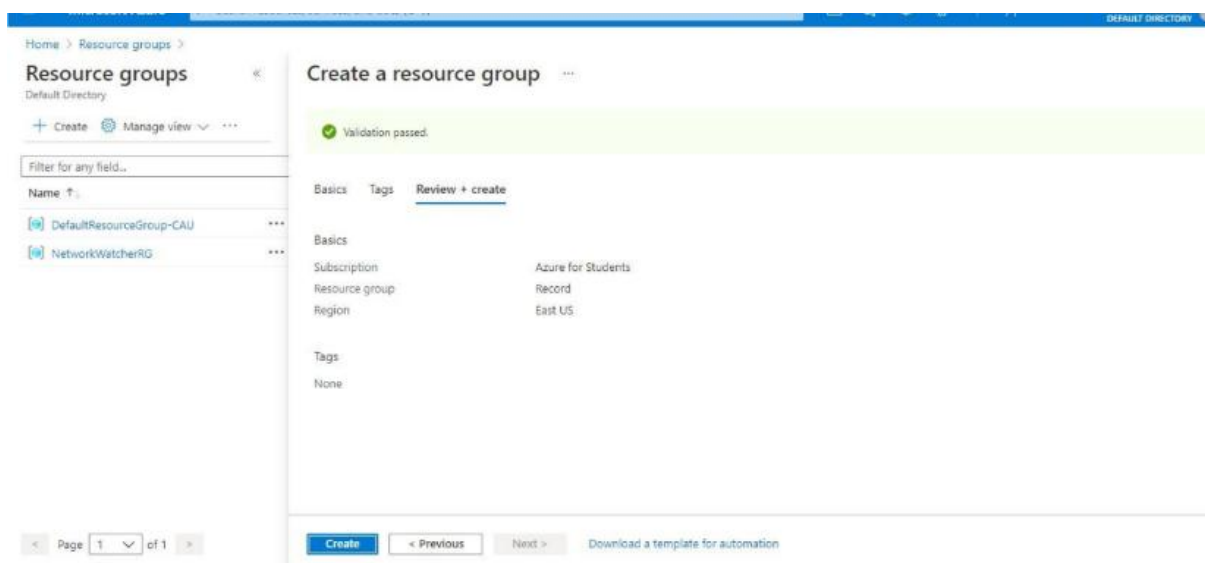 DEFAULT DIRECTORY
Home > Resource groups >
Resource groups
Default Directory
+ Create Manage view ...
Filter for any field...
Name ↑↓
DefaultResourceGroup-CAU ...
NetworkWatcherRG ...
< Page 1 of 1 >
Create a resource group ...
Validation passed.
Basics Tags Review + create
Basics
Subscription Azure for Students
Resource group Record
Region East US
Tags
None
Create < Previous Next > Download a template for automation